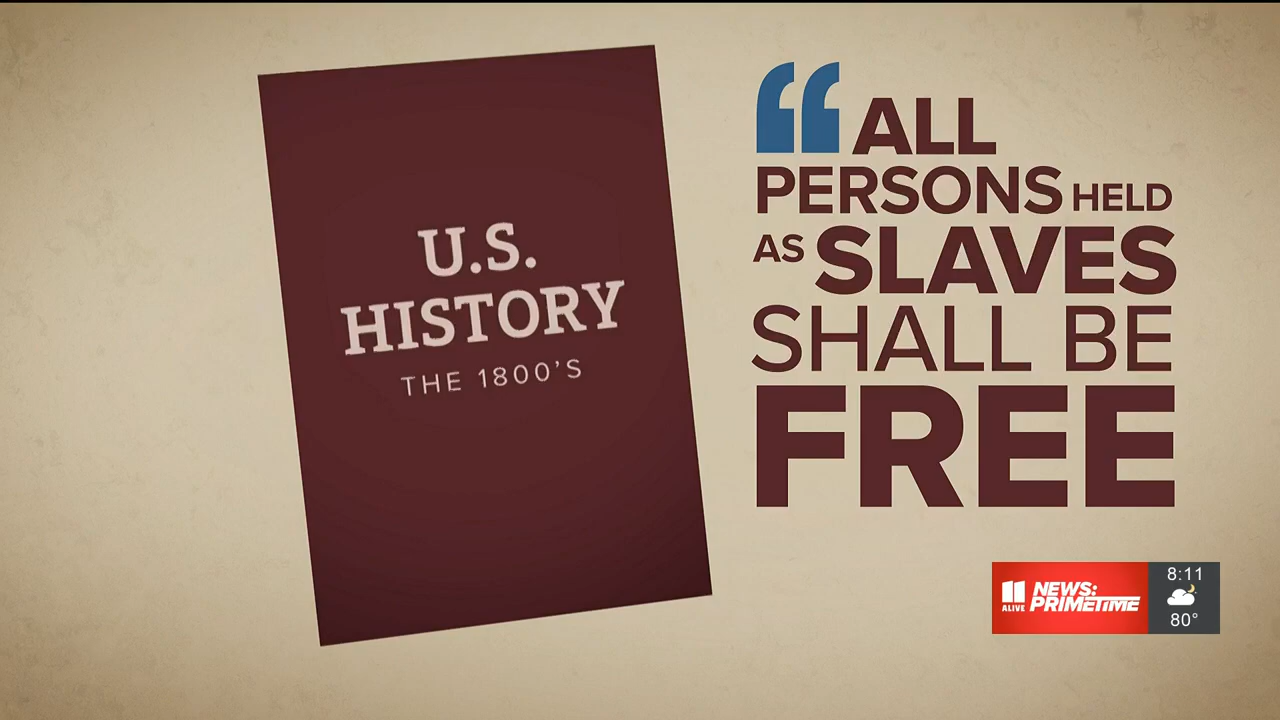 U.S.
HISTORY
THE 1800'S
“ALL
PERSONS HELD
AS SLAVES
SHALL BE
FREE
11
ALIVE
NEWS:
PRIMETIME
8:11
80°